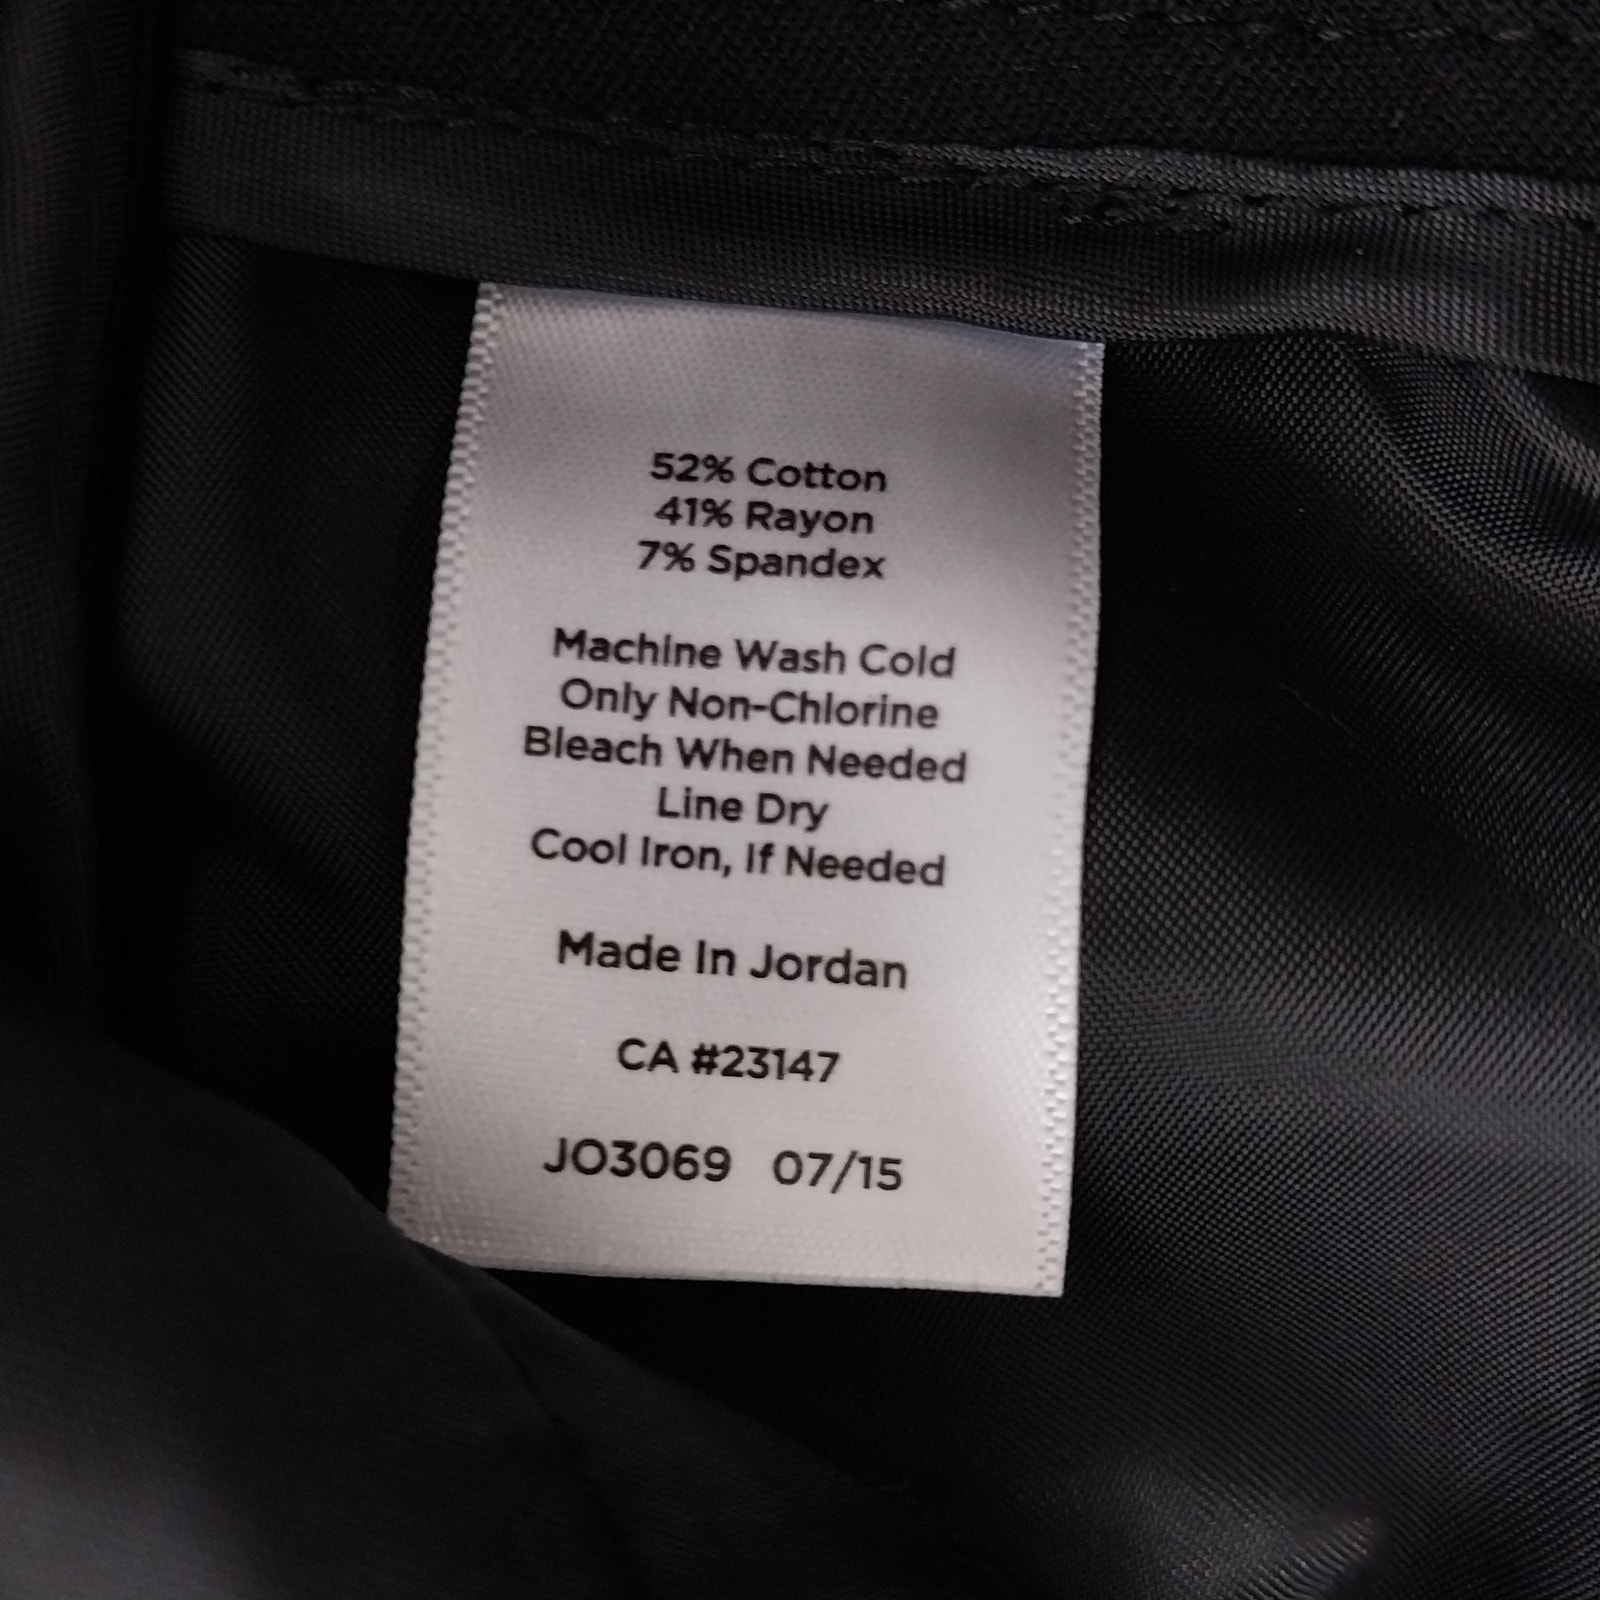 52% Cotton
41% Rayon
7% Spandex
Machine Wash Cold
Only Non-Chlorine
Bleach When Needed
Line Dry
Cool Iron, If Needed
Made In Jordan
CA #23147
JO3069 07/15